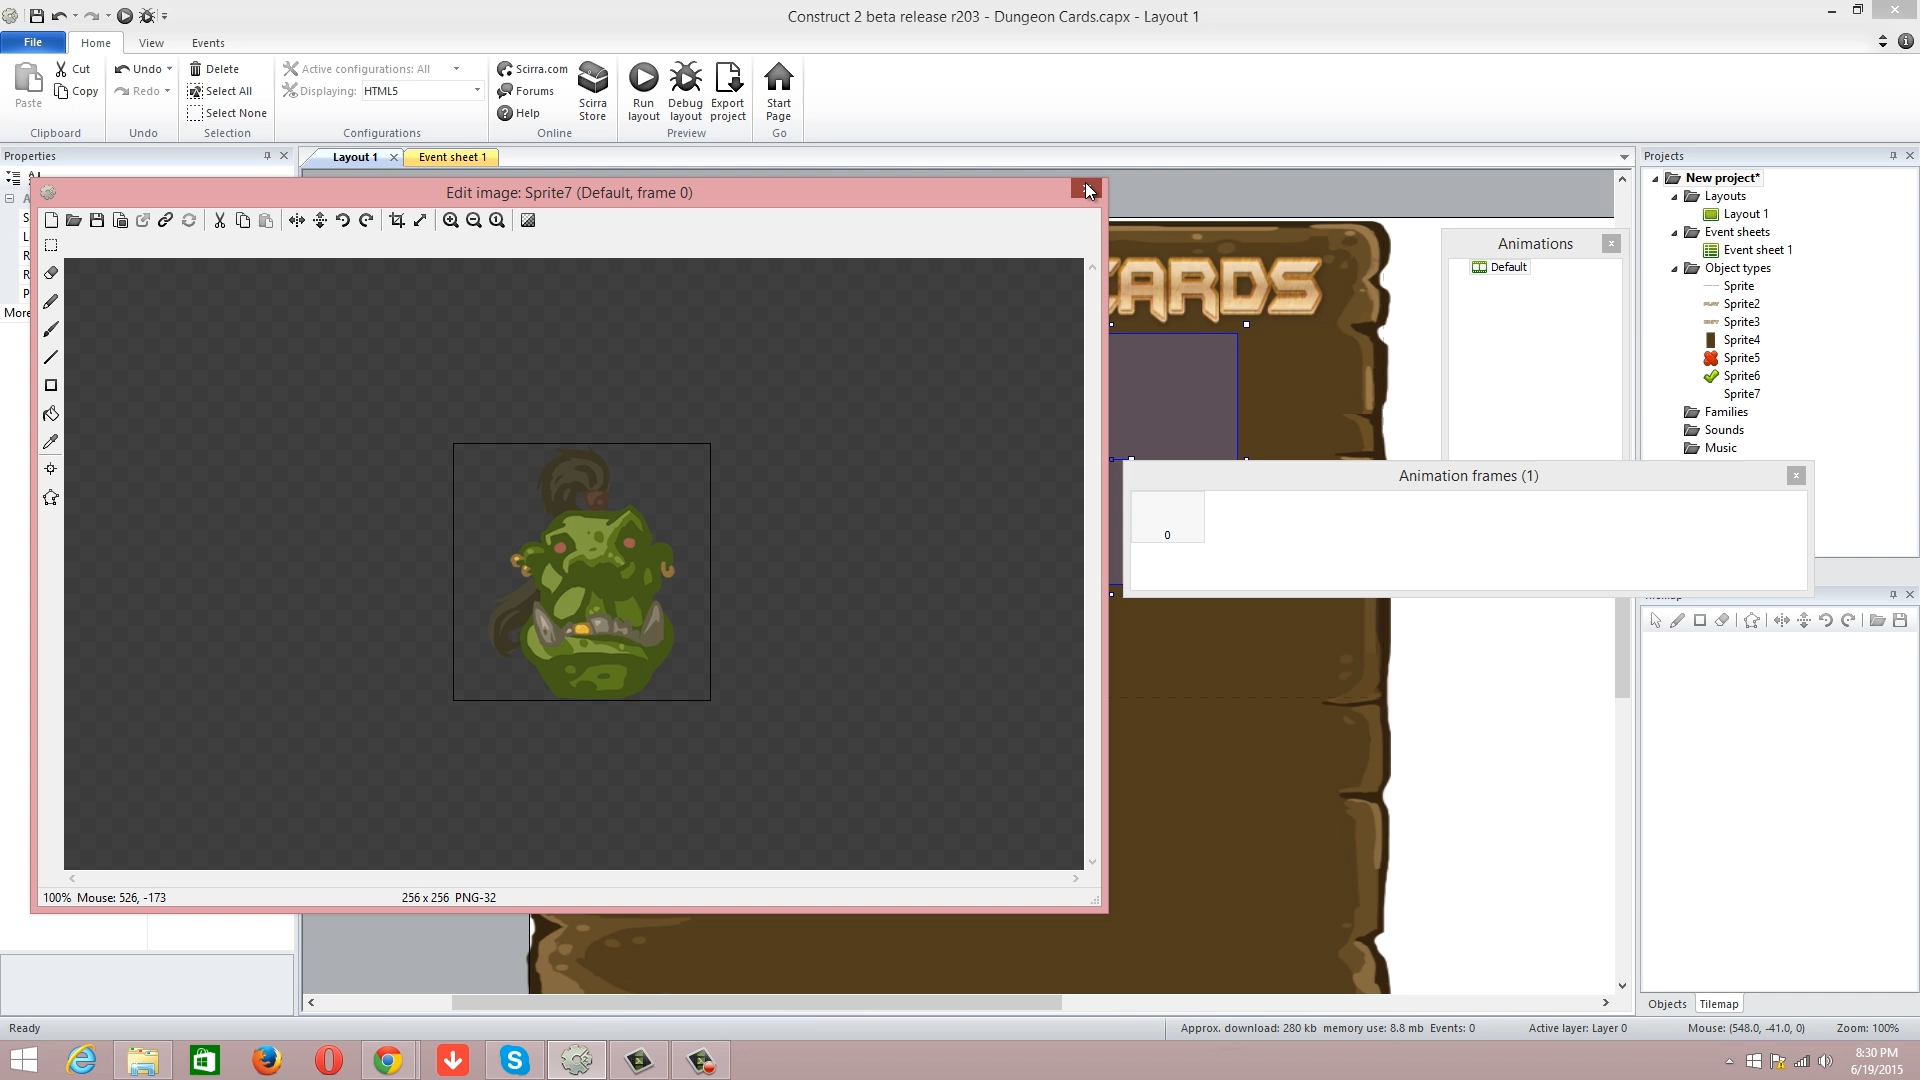 Construct 2 beta release r203 - Dungeon Cards.capx - Layout 1
File
Home
View
Events
Paste
Cut
Copy
Clipboard
Undo
Redo
Undo
Delete
Select All
Select None
Selection
Active configurations: All
Displaying:
HTML5
Configurations
Scirra.com
Forums
Help
Scirra
Store
Online
Run
layout
Debug
layout
Export
project
Preview
Start
Page
Go
Properties
Layout 1
Event sheet 1
Projects
More
Edit image: Sprite7 (Default, frame 0)
100% Mouse: 526, -173
256 x 256 PNG-32
CARDS
Animations
Default
Animation frames (1)
0
New project*
Layouts
Layout 1
Event sheets
Event sheet 1
Object types
Sprite
Sprite2
Sprite3
Sprite4
Sprite5
Sprite6
Sprite7
Families
Sounds
Music
Objects
Tilemap
Ready
Approx. download: 280 kb memory use: 8.8 mb Events: 0
Active layer: Layer 0
Mouse: (548.0, -41.0, 0)
Zoom: 100%
8:30 PM
6/19/2015